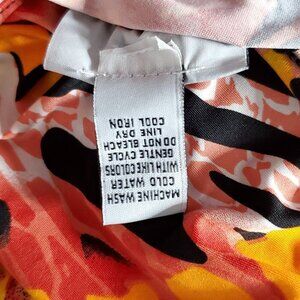 MACHINE WASH
COLD WATER
WITH LIKE COLORS
GENTLE CYCLE
DO NOT BLEACH
LINE DRY
COOL IRON